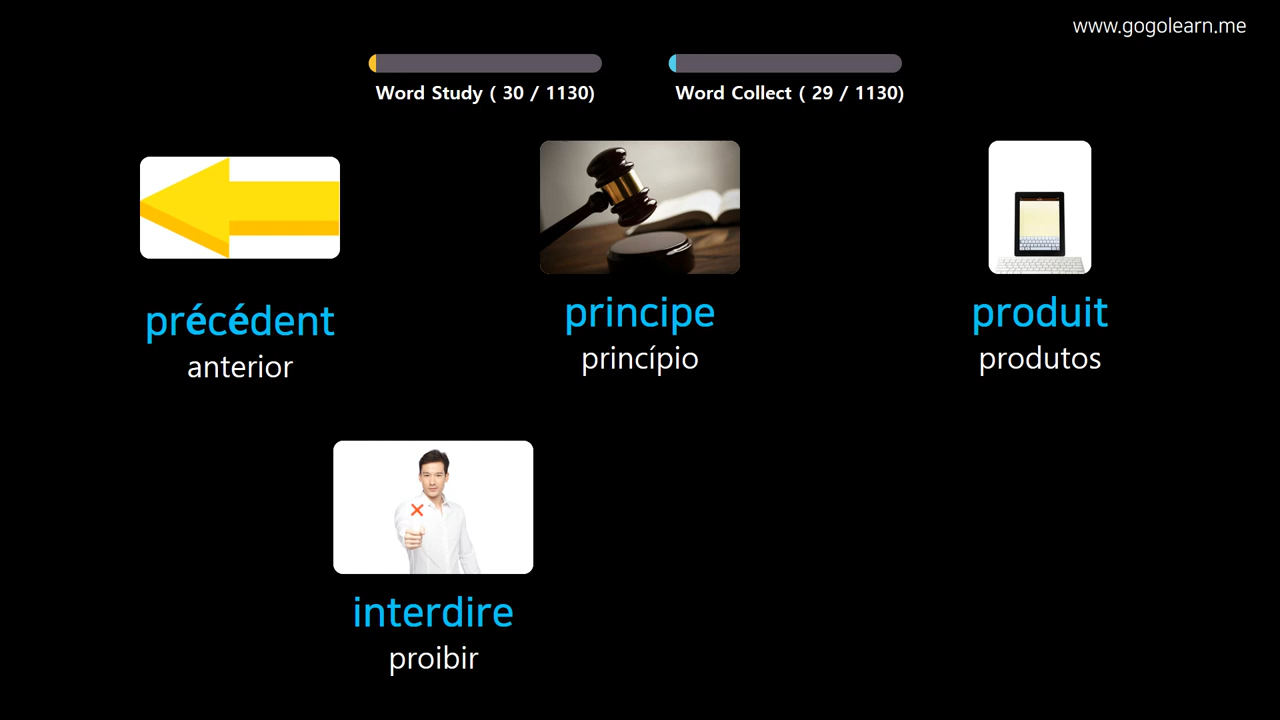 www.gogolearn.me
Word Study ( 30 / 1130)
Word Collect ( 29 / 1130)
précédent
anterior
principe
princípio
produit
produtos
interdire
proibir